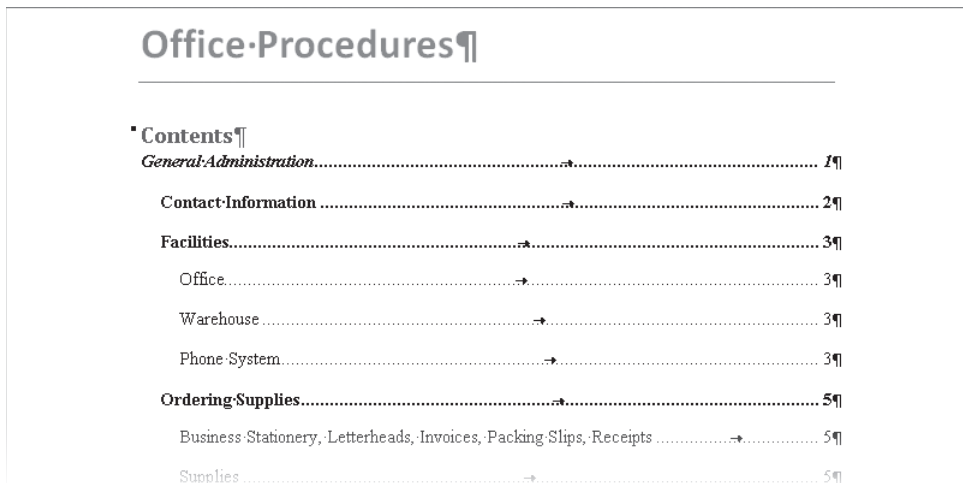 Office·Procedures¶
Contents¶
General·Administration → 1¶
Contact·Information → 2¶
Facilities → 3¶
Office → 3¶
Warehouse → 3¶
Phone·System → 3¶
Ordering·Supplies → 5¶
Business·Stationery,·Letterheads,·Invoices,·Packing·Slips,·Receipts → 5¶
Supplies → 5¶